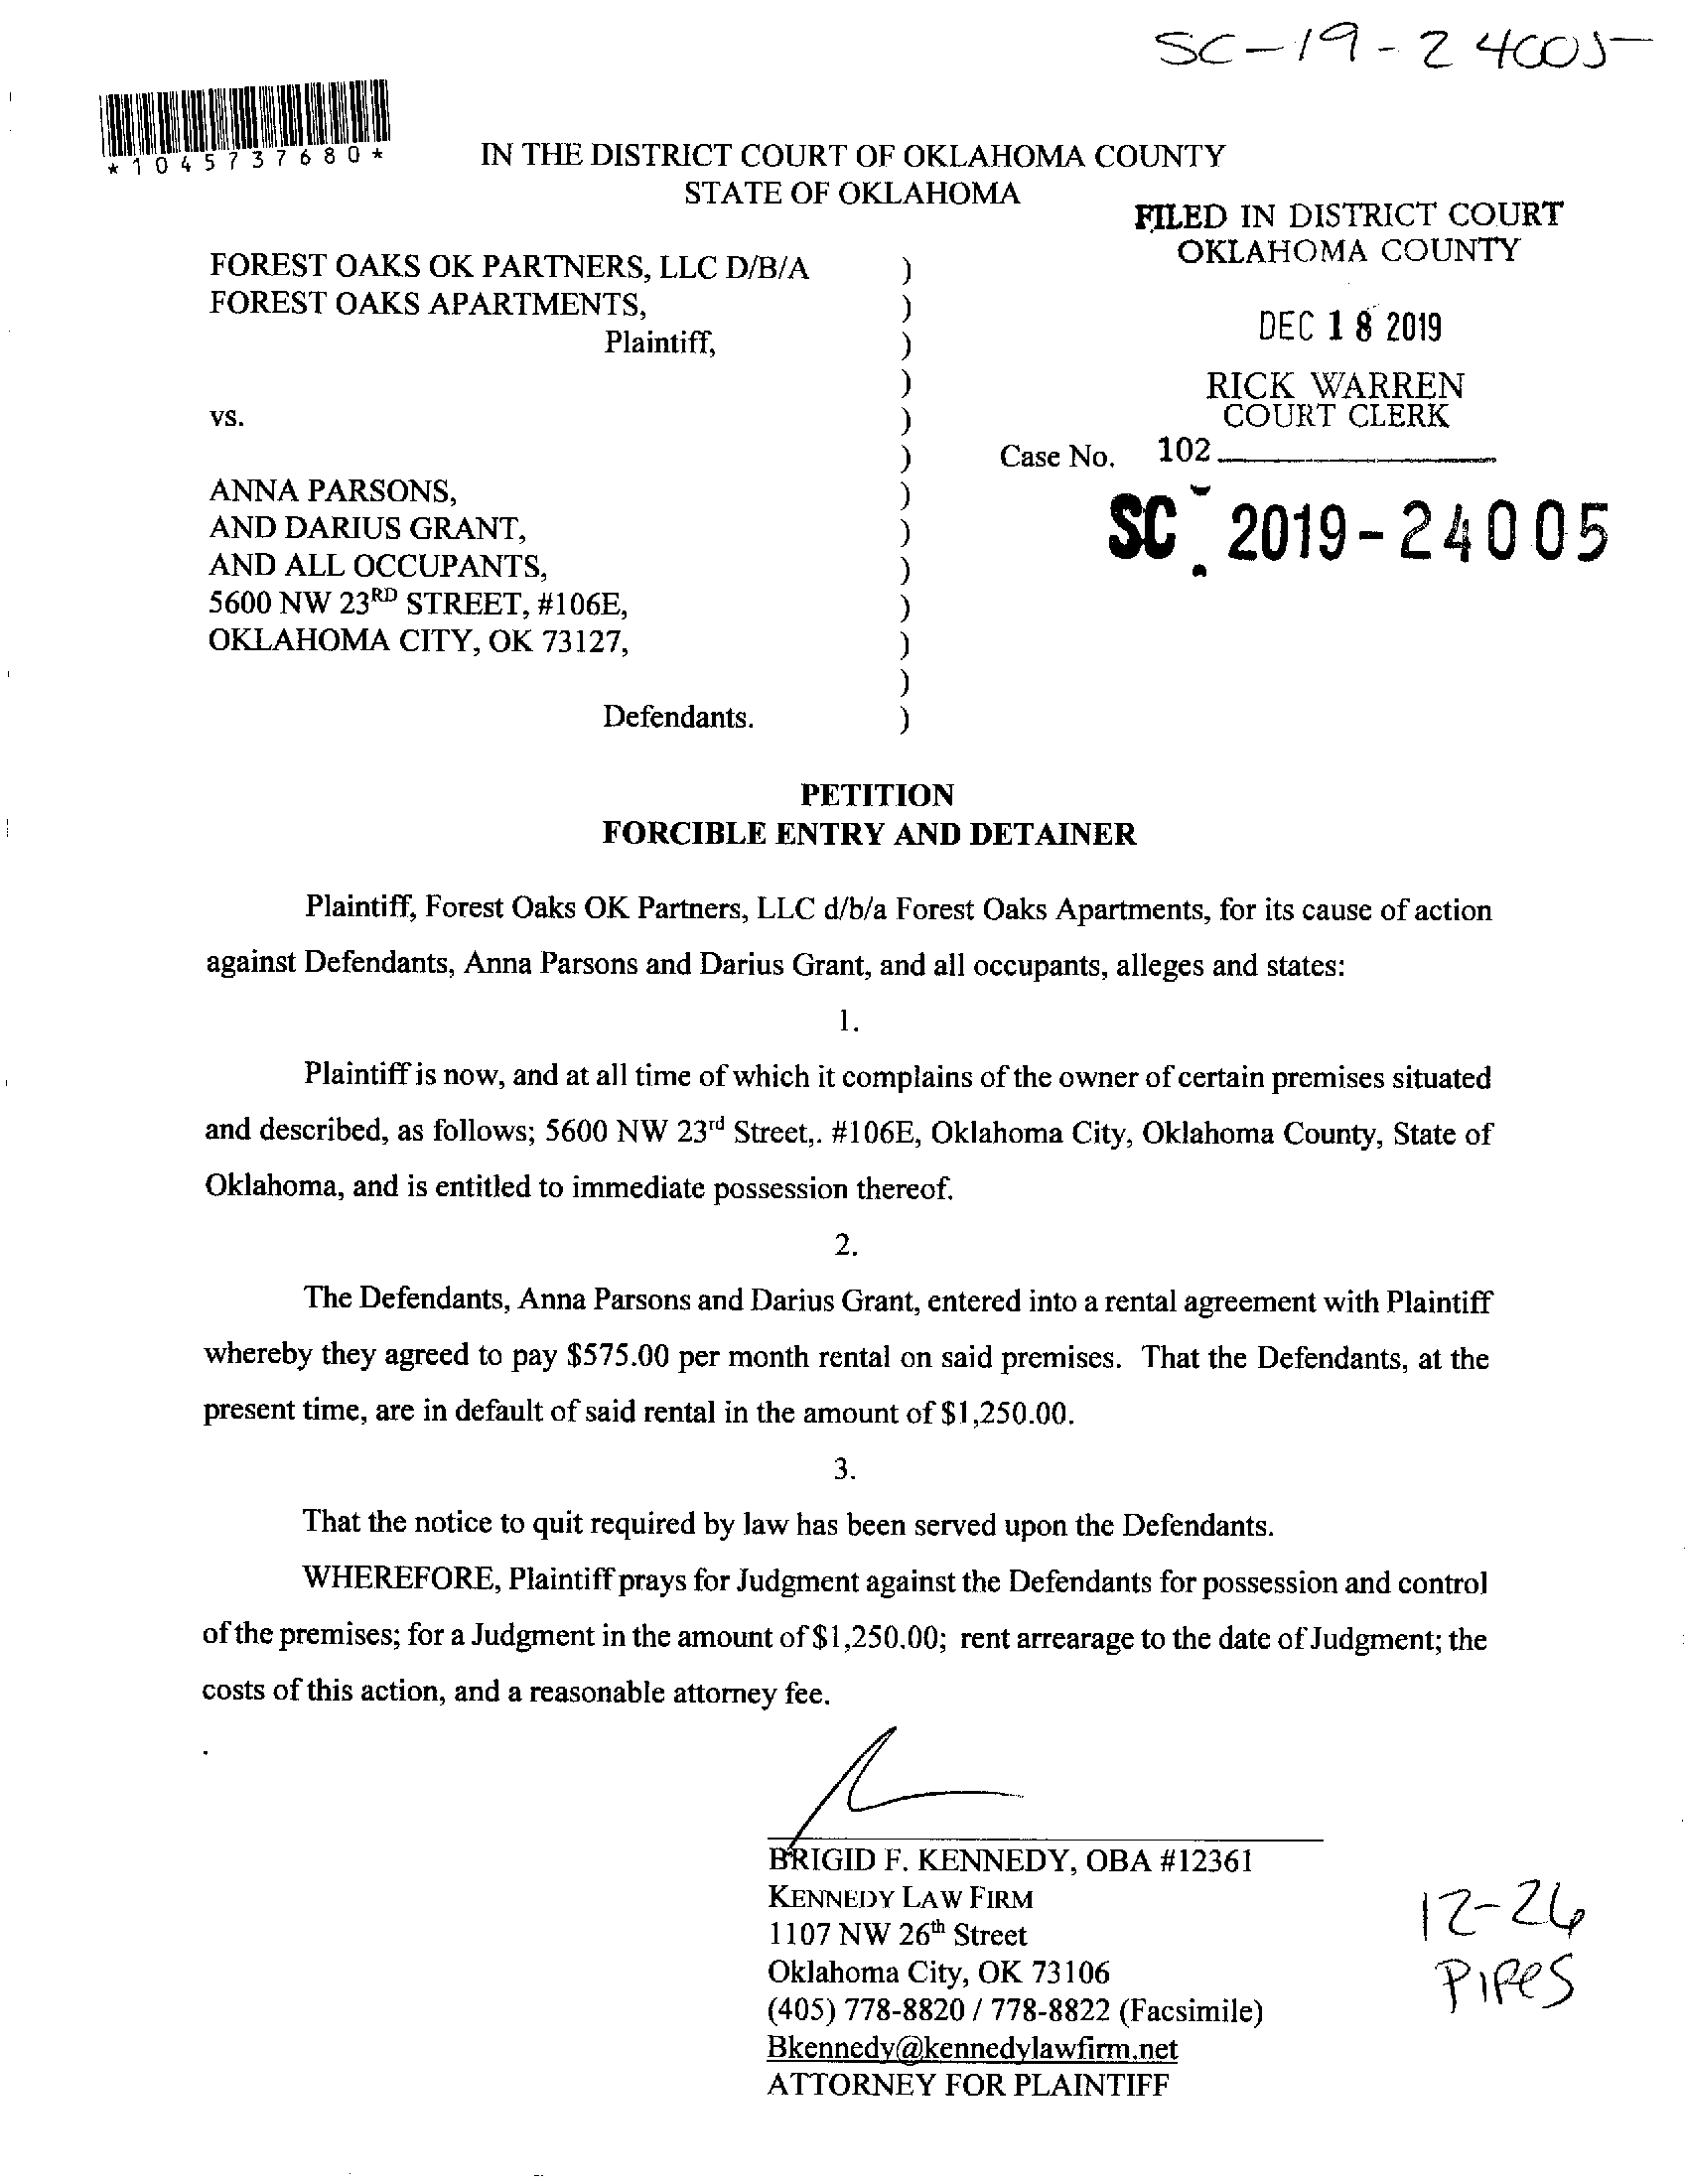 SC-19-24005
*1045737680*
IN THE DISTRICT COURT OF OKLAHOMA COUNTY
STATE OF OKLAHOMA
FILED IN DISTRICT COURT
OKLAHOMA COUNTY
FOREST OAKS OK PARTNERS, LLC D/B/A )
FOREST OAKS APARTMENTS, )
Plaintiff, )
DEC 18 2019
)
RICK WARREN
COURT CLERK
vs. )
) Case No. 102
ANNA PARSONS, )
SC - 2019-24005
AND DARIUS GRANT, )
AND ALL OCCUPANTS, )
5600 NW 23RD STREET, #106E, )
OKLAHOMA CITY, OK 73127, )
)
Defendants. )
PETITION
FORCIBLE ENTRY AND DETAINER
Plaintiff, Forest Oaks OK Partners, LLC d/b/a Forest Oaks Apartments, for its cause of action
against Defendants, Anna Parsons and Darius Grant, and all occupants, alleges and states:
1.
Plaintiff is now, and at all time of which it complains of the owner of certain premises situated
and described, as follows; 5600 NW 23rd Street,. #106E, Oklahoma City, Oklahoma County, State of
Oklahoma, and is entitled to immediate possession thereof.
2.
The Defendants, Anna Parsons and Darius Grant, entered into a rental agreement with Plaintiff
whereby they agreed to pay $575.00 per month rental on said premises. That the Defendants, at the
present time, are in default of said rental in the amount of $1,250.00.
3.
That the notice to quit required by law has been served upon the Defendants.
WHEREFORE, Plaintiff prays for Judgment against the Defendants for possession and control
of the premises; for a Judgment in the amount of $1,250.00; rent arrearage to the date of Judgment; the
costs of this action, and a reasonable attorney fee.
BRIGID F. KENNEDY, OBA #12361
KENNEDY LAW FIRM
1107 NW 26th Street
Oklahoma City, OK 73106
(405) 778-8820 / 778-8822 (Facsimile)
Bkennedy@kennedylawfirm.net
ATTORNEY FOR PLAINTIFF
12-26
PIPES